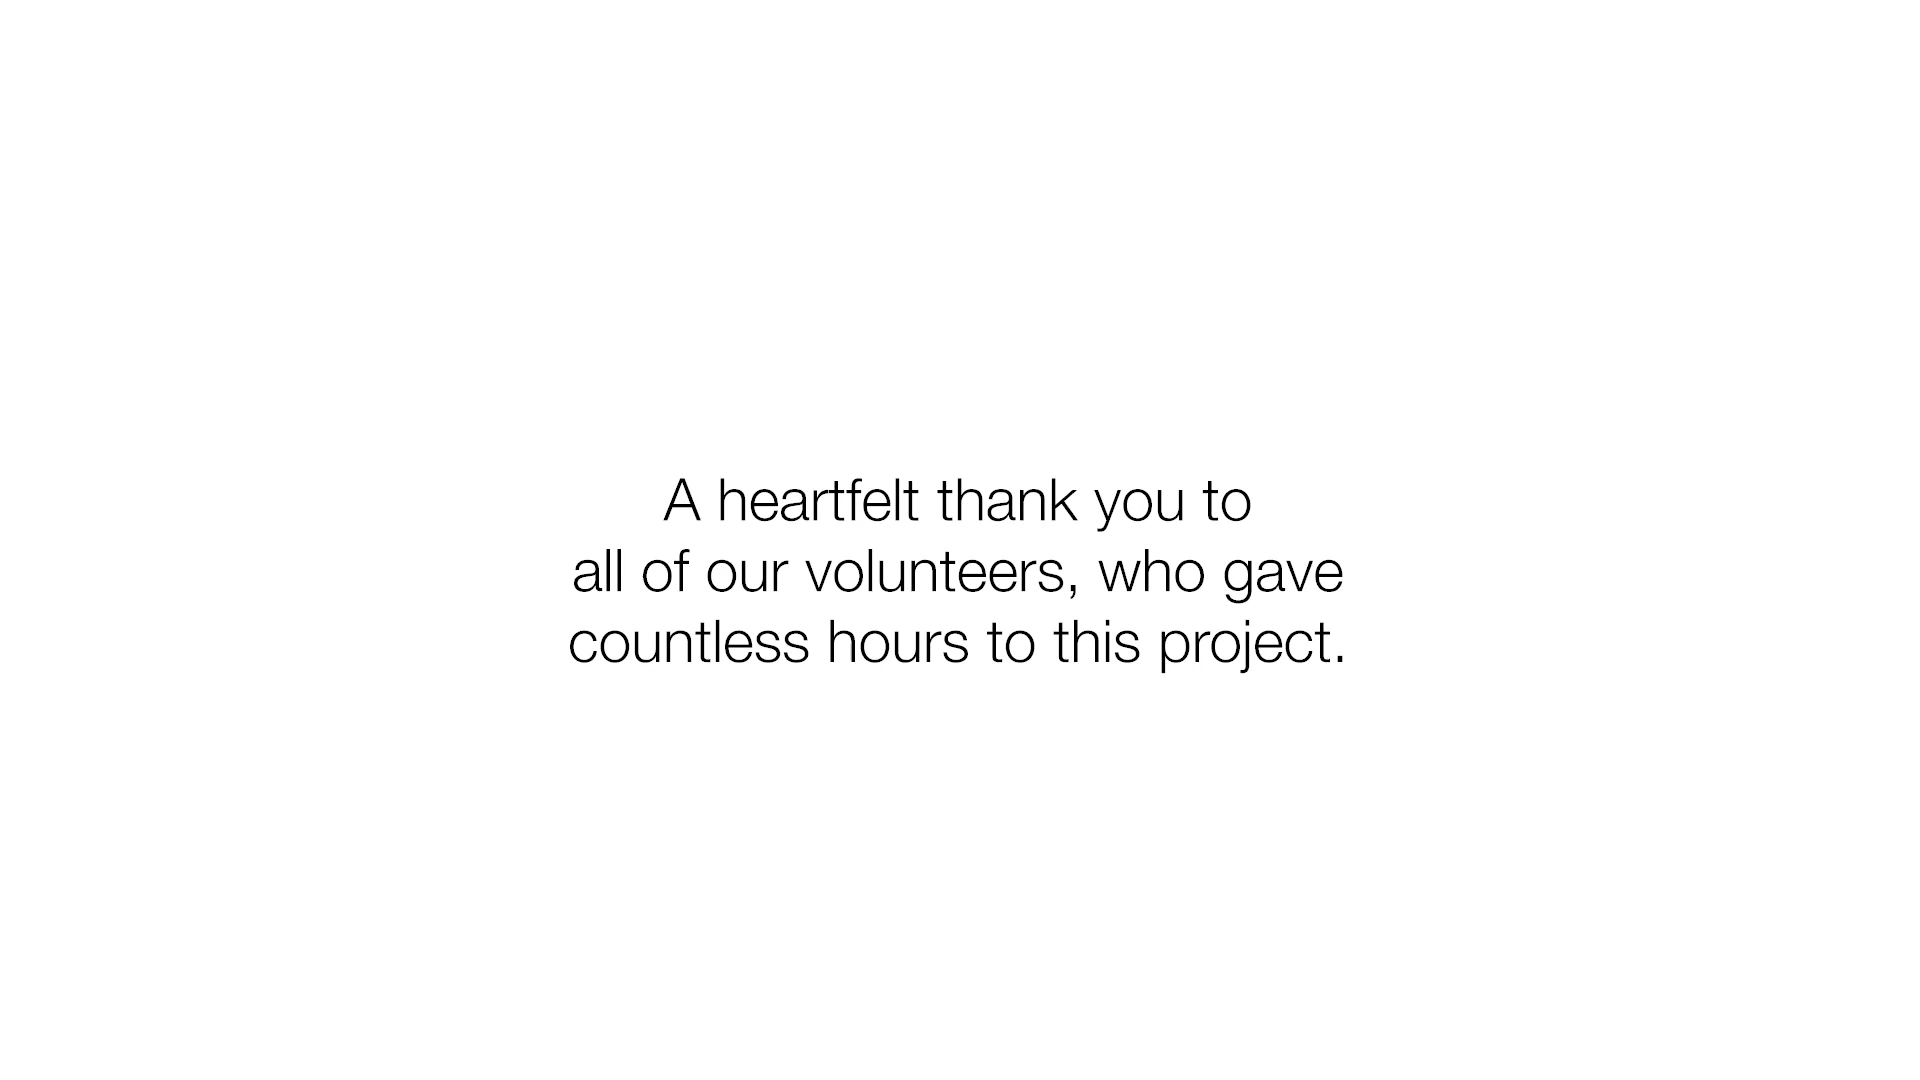 A heartfelt thank you to
all of our volunteers, who gave
countless hours to this project.